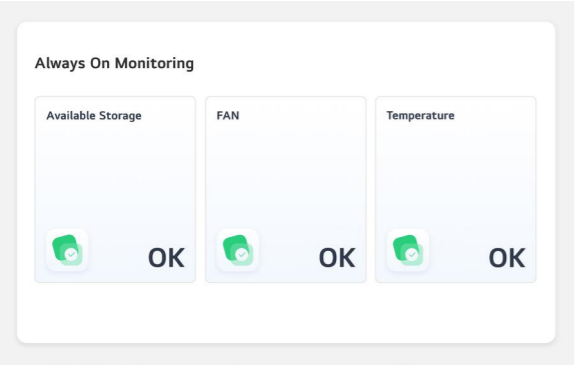 Always On Monitoring
Available Storage
OK
FAN
OK
Temperature
OK